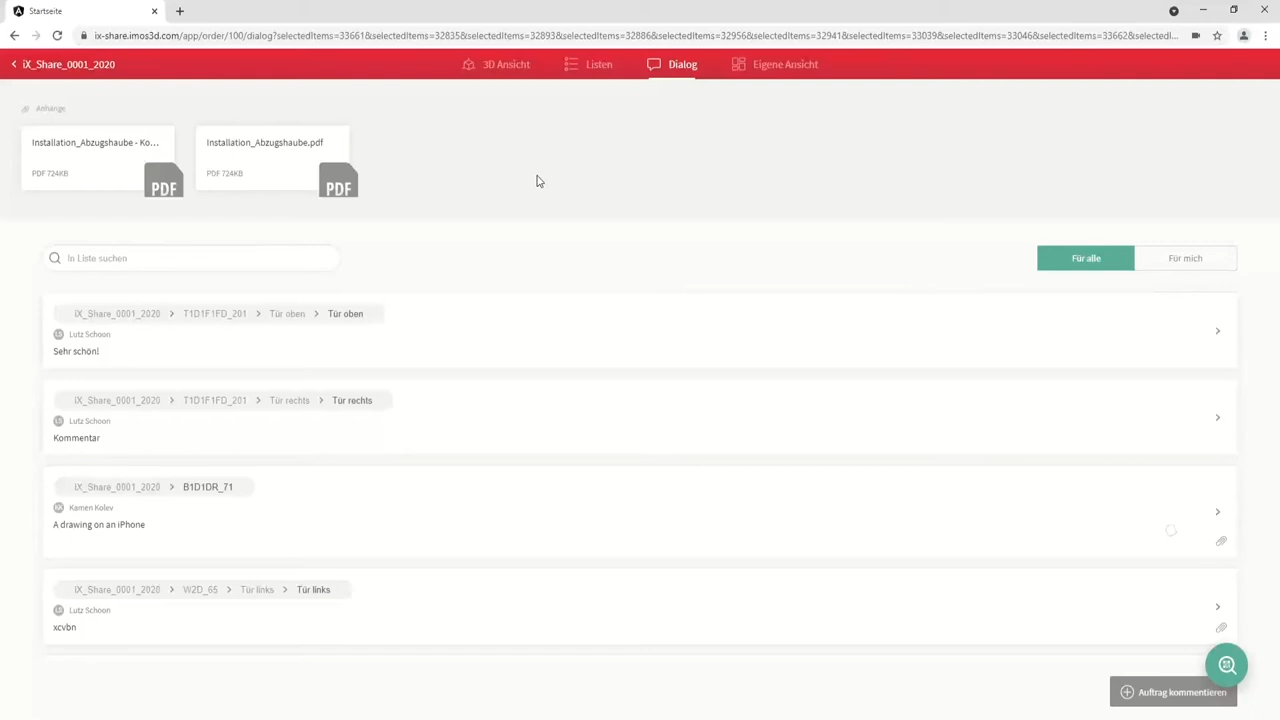 Startseite
ix-share.imos3d.com/app/order/100/dialog?selectedItems=33661&selectedItems=32835&selectedItems=32893&selectedItems=32886&selectedItems=32956&selectedItems=32941&selectedItems=33039&selectedItems=33046&selectedItems=33662&selectedI...
iX_Share_0001_2020
3D Ansicht
Listen
Dialog
Eigene Ansicht
Anhänge
Installation_Abzugshaube - Ko...
Installation_Abzugshaube.pdf
PDF 724KB
PDF
PDF 724KB
PDF
In Liste suchen
Für alle
Für mich
iX_Share_0001_2020 > T1D1F1FD_201 > Tür oben > Tür oben
LS Lutz Schoon
Sehr schön!
iX_Share_0001_2020 > T1D1F1FD_201 > Tür rechts > Tür rechts
LS Lutz Schoon
Kommentar
iX_Share_0001_2020 > B1D1DR_71
KK Kamen Kolev
A drawing on an iPhone
iX_Share_0001_2020 > W2D_65 > Tür links > Tür links
LS Lutz Schoon
xcvbn
Auftrag kommentieren